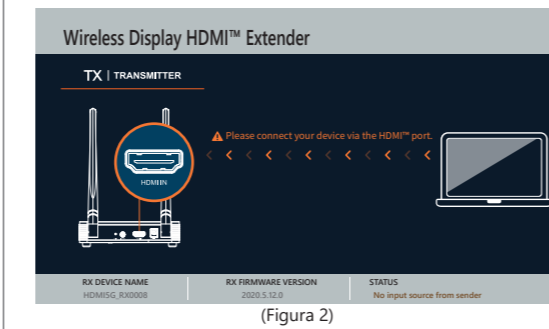 Wireless Display HDMI™ Extender
TX | TRANSMITTER
Please connect your device via the HDMI™ port.
HDMI IN
RX DEVICE NAME
HDMI5G_RX0008
RX FIRMWARE VERSION
2020.5.12.0
STATUS
No input source from sender
(Figura 2)